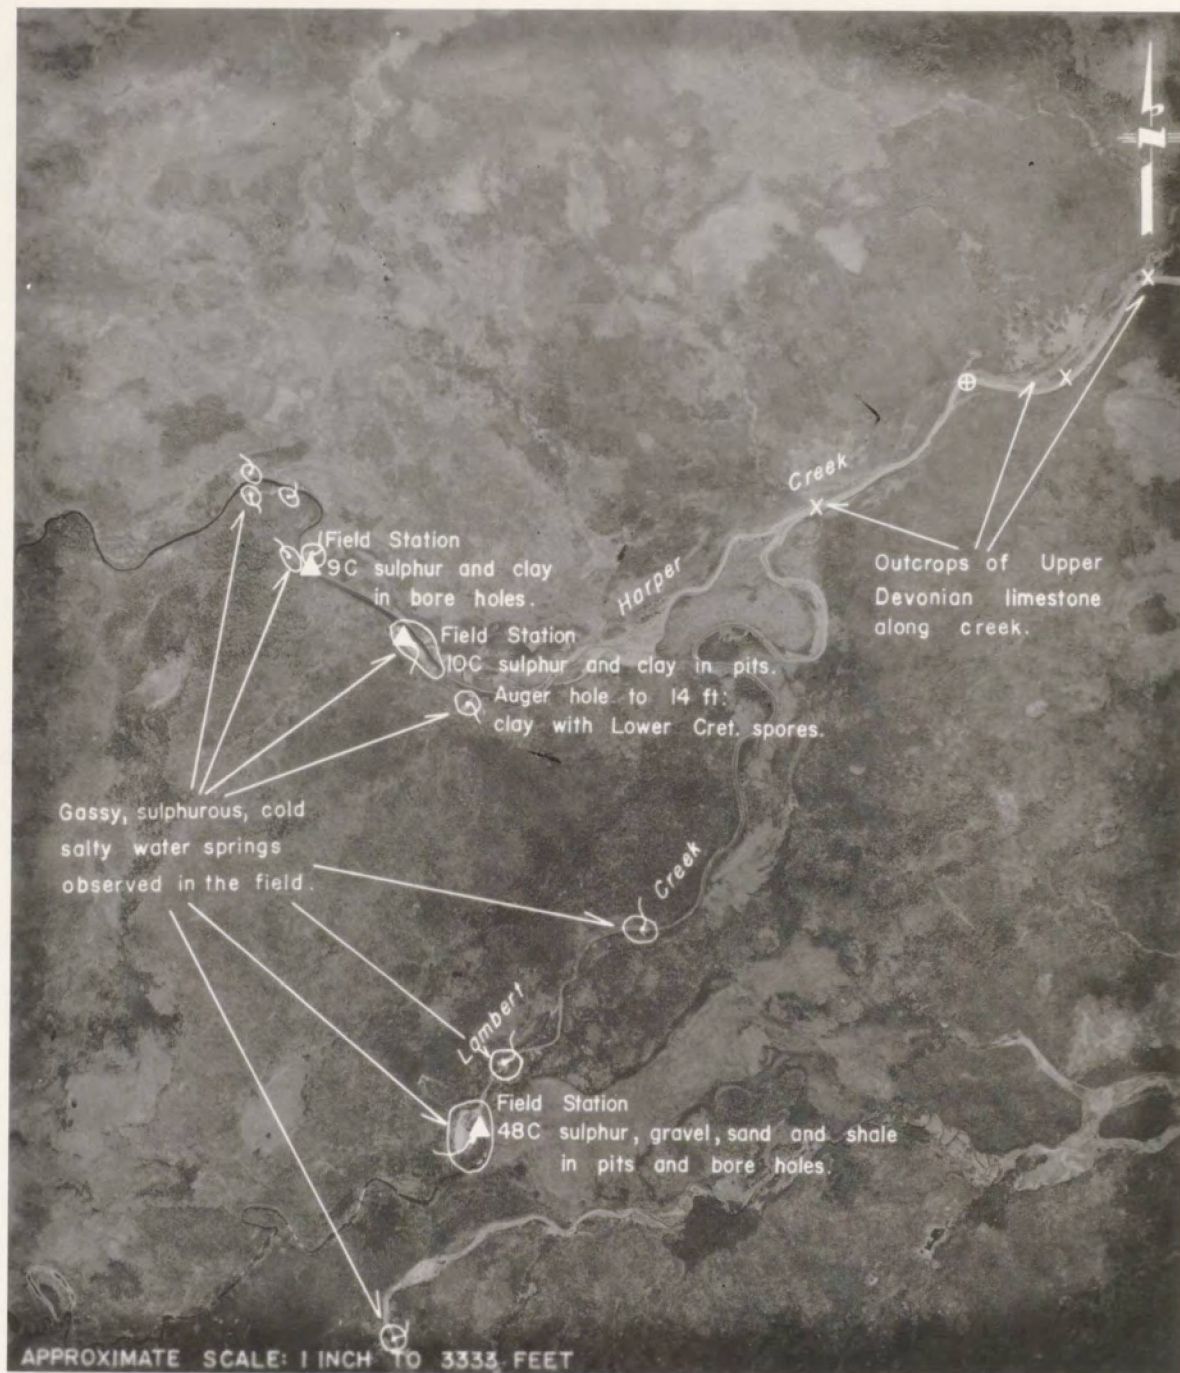 N
Creek
Harper
Outcrops of Upper
Devonian limestone
along creek.
Field Station
9C sulphur and clay
in bore holes.
Field Station
10C sulphur and clay in pits.
Auger hole to 14 ft:
clay with Lower Cret. spores.
Gassy, sulphurous, cold
salty water springs
observed in the field.
Creek
Lambert
Field Station
48C sulphur, gravel, sand and shale
in pits and bore holes.
APPROXIMATE SCALE: 1 INCH TO 3333 FEET